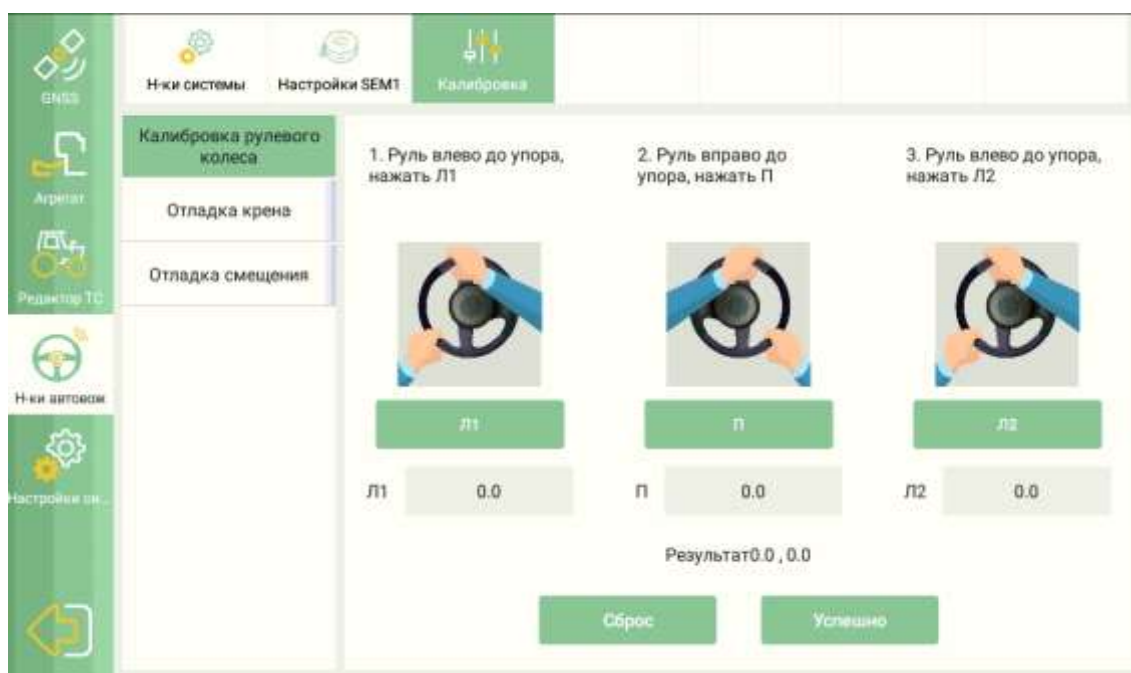 GNSS
Агрегат
Редактор ТС
Н-ки автовож
Настройки си...
Н-ки системы
Настройки SEM1
Калибровка
Калибровка рулевого
колеса
Отладка крена
Отладка смещения
1. Руль влево до упора,
нажать Л1
2. Руль вправо до
упора, нажать П
3. Руль влево до упора,
нажать Л2
Л1
П
Л2
Л1 0.0
П 0.0
Л2 0.0
Результат0.0 , 0.0
Сброс
Успешно